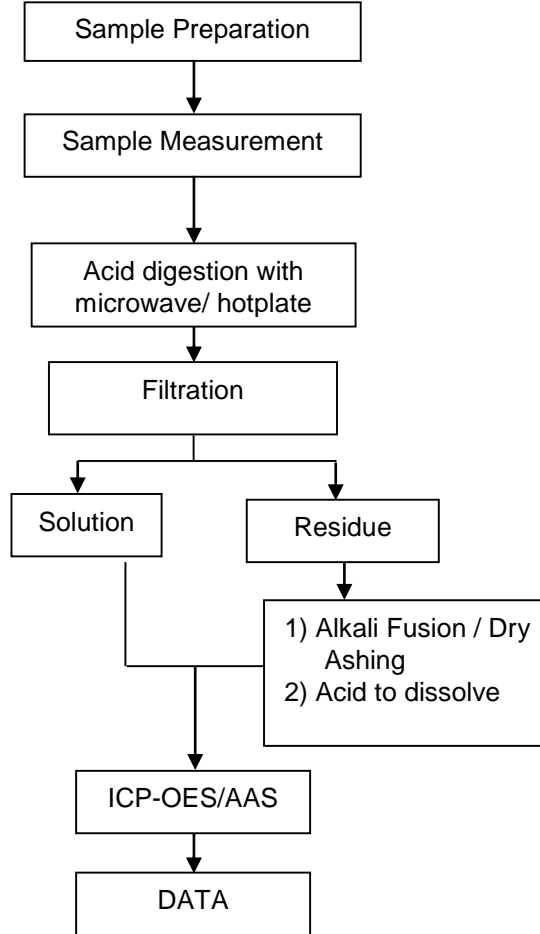 Sample Preparation
Sample Measurement
Acid digestion with
microwave/ hotplate
Filtration
Solution
Residue
1) Alkali Fusion / Dry
Ashing
2) Acid to dissolve
ICP-OES/AAS
DATA